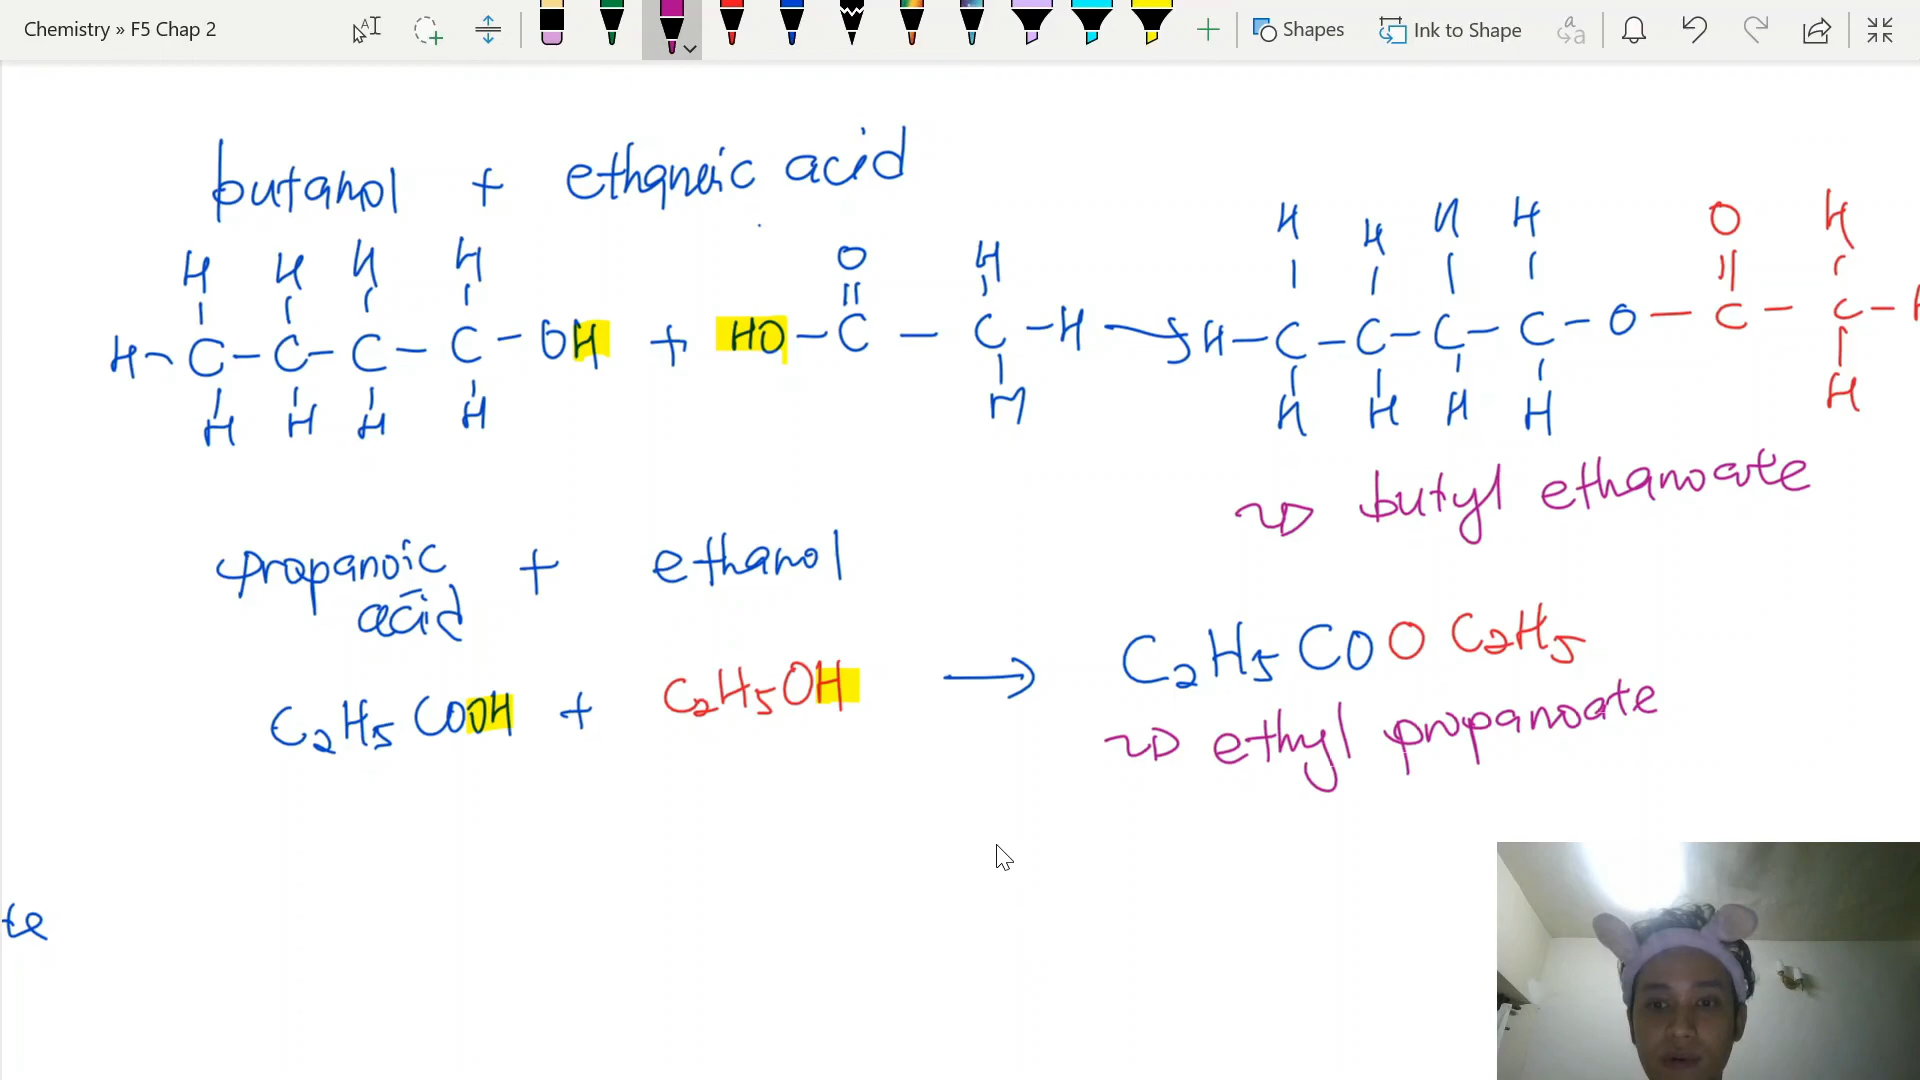 Chemistry » F5 Chap 2
Shapes
Ink to Shape
butanol + ethanoic acid
H H H H
H - C - C - C - C - OH + HO - C - C - H → H - C - C - C - C - O - C - C - H
O H
H H H H
H
H H H H O H
H H H H H
butyl ethanoate
propanoic acid + ethanol
C2H5COOH + C2H5OH → C2H5COOC2H5
ethyl propanoate
te